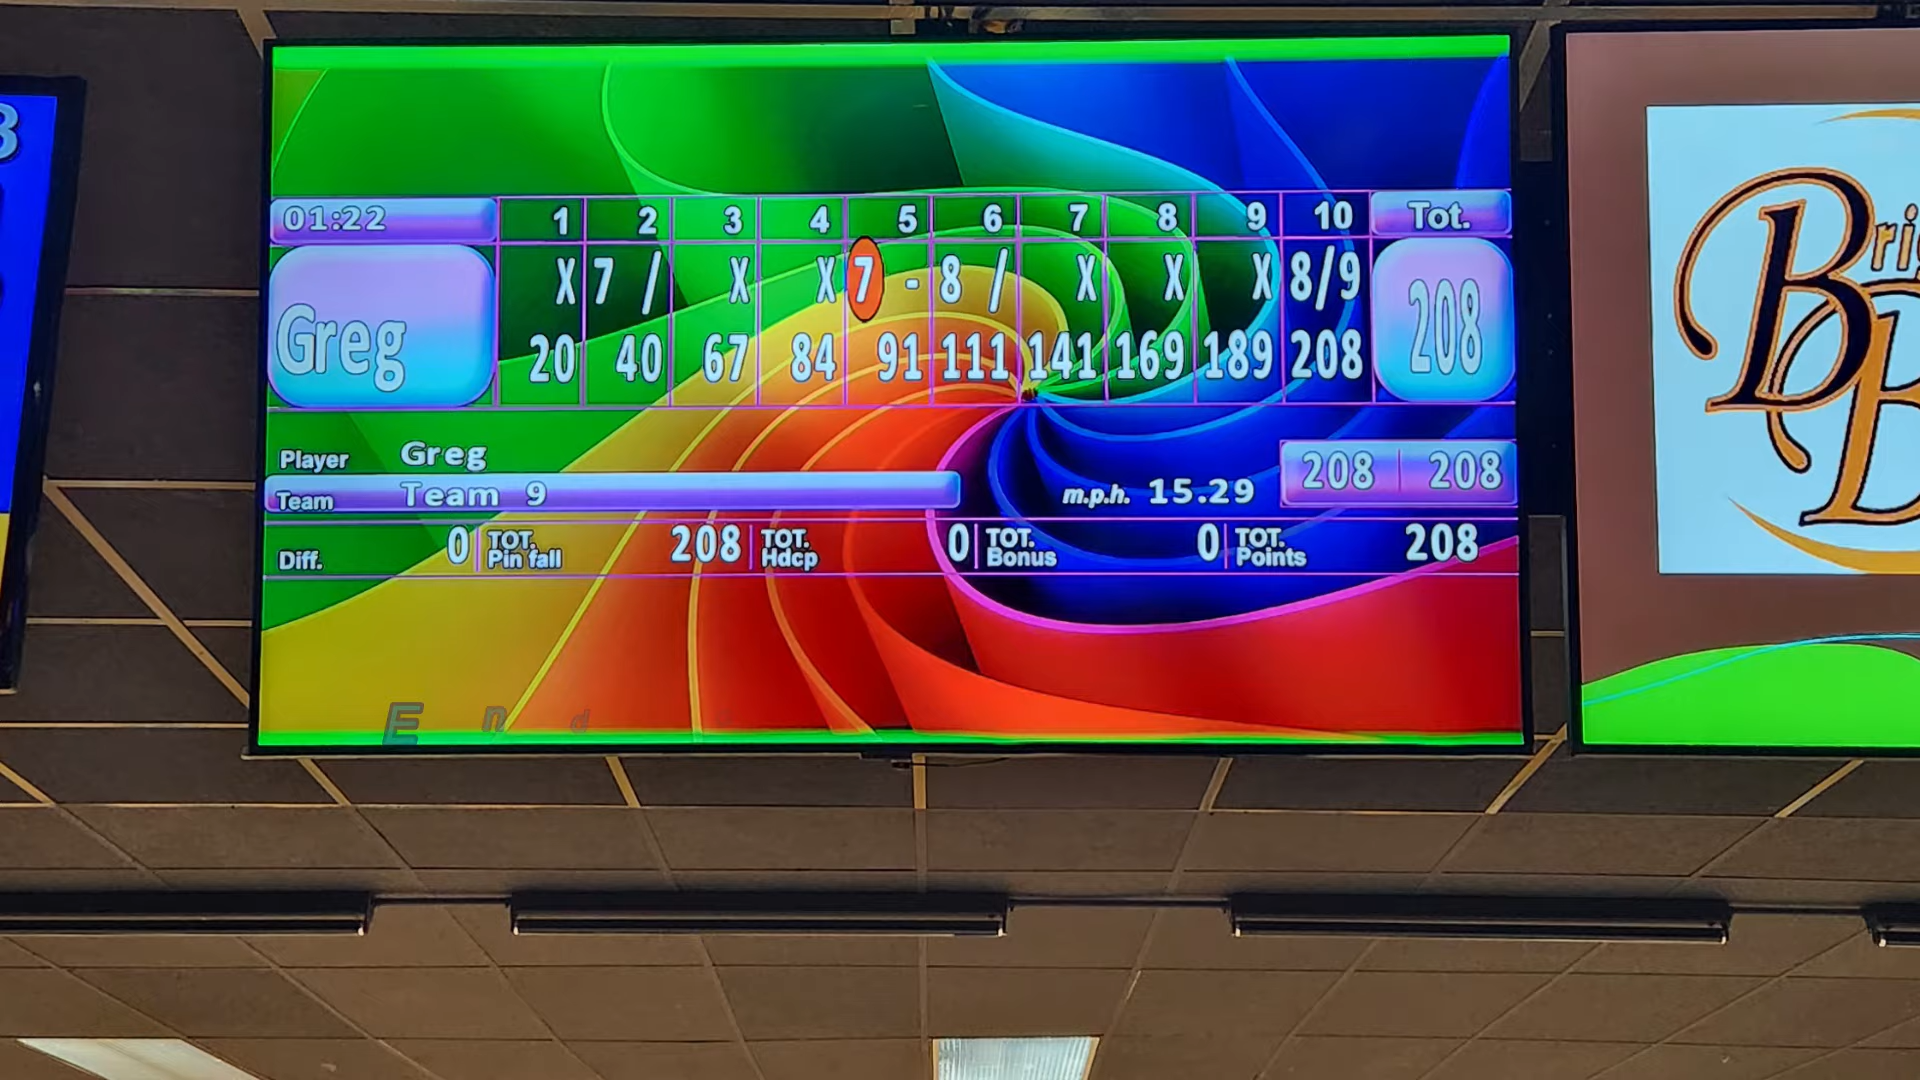 3
01:22 1 2 3 4 5 6 7 8 9 10 Tot.
X 7 / X X 7 - 8 / X X X 8/9
Greg 20 40 67 84 91 111 141 169 189 208 208
Player Greg
Team Team 9 m.p.h. 15.29 208 208
Diff. 0 TOT. Pin fall 208 TOT. Hdcp 0 TOT. Bonus 0 TOT. Points 208
End